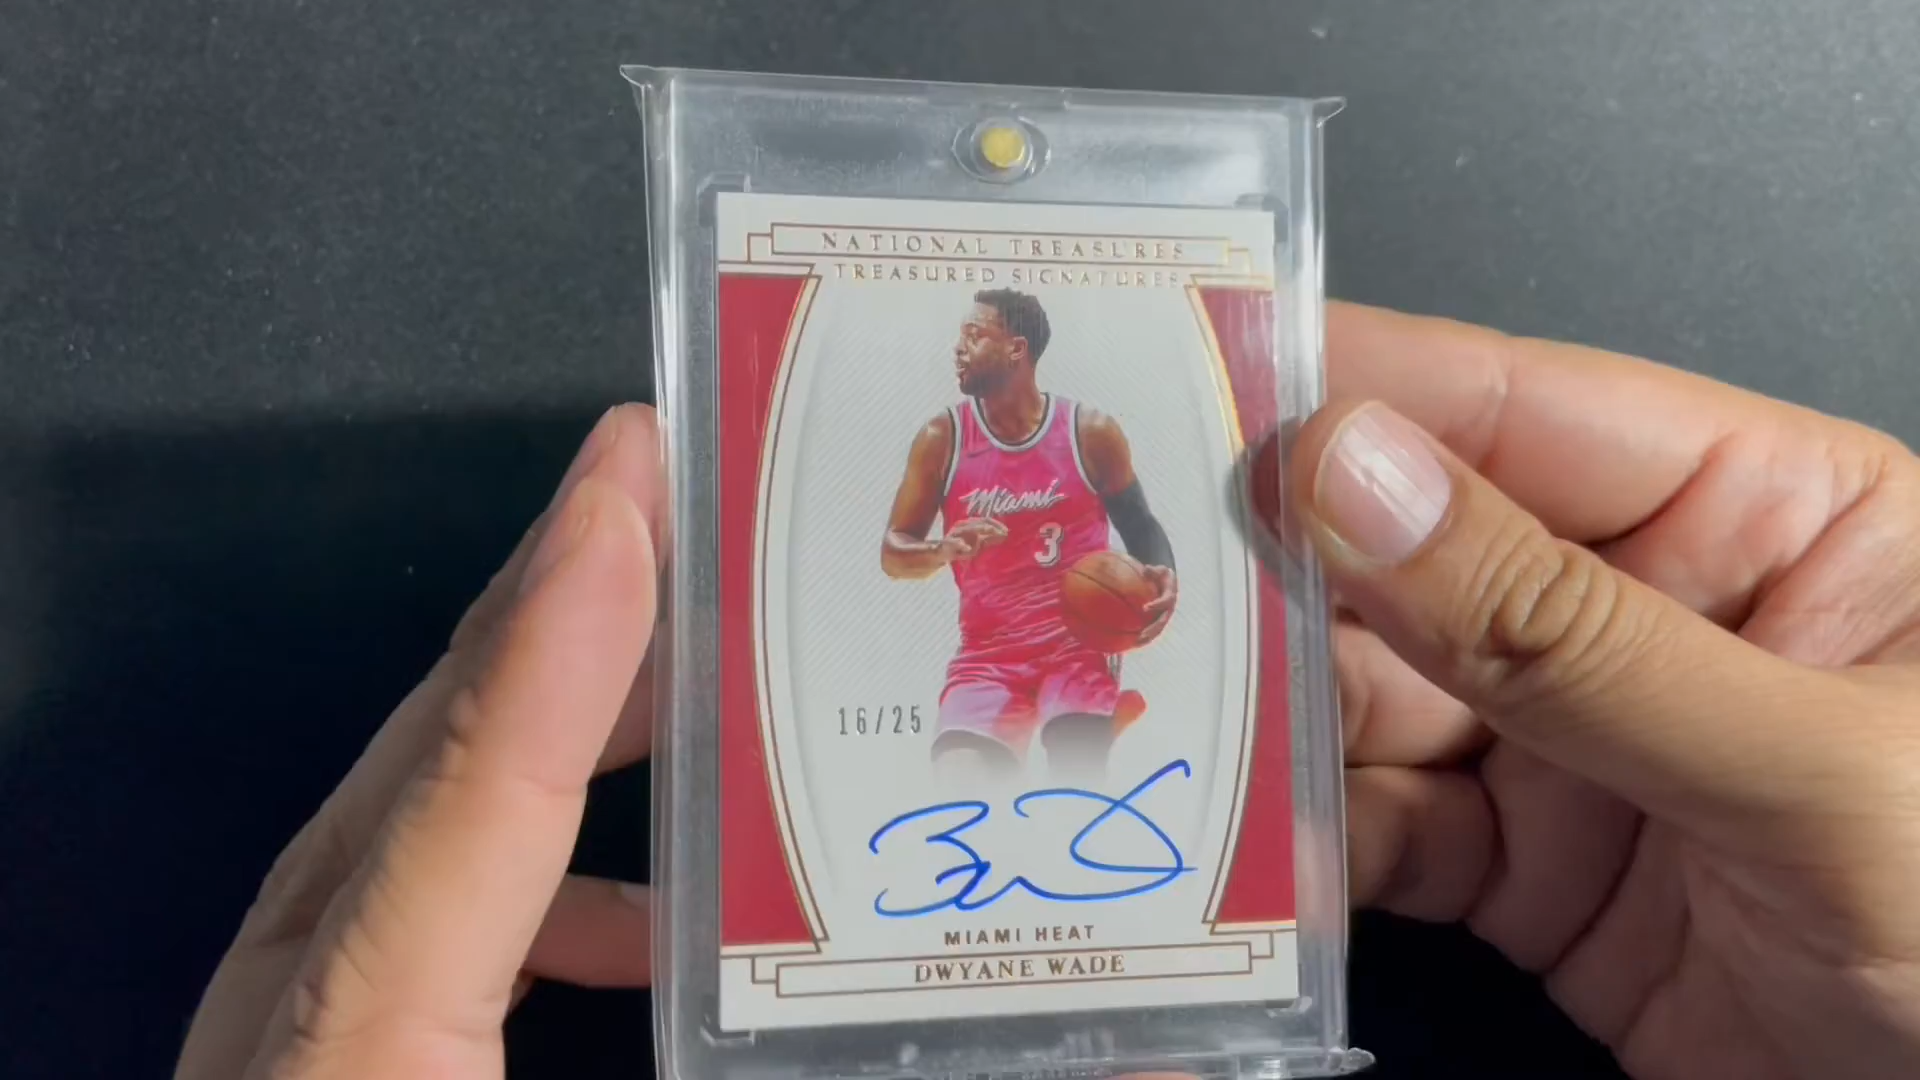 NATIONAL TREASURES
TREASURED SIGNATURES
Miami
3
16/25
MIAMI HEAT
DWYANE WADE